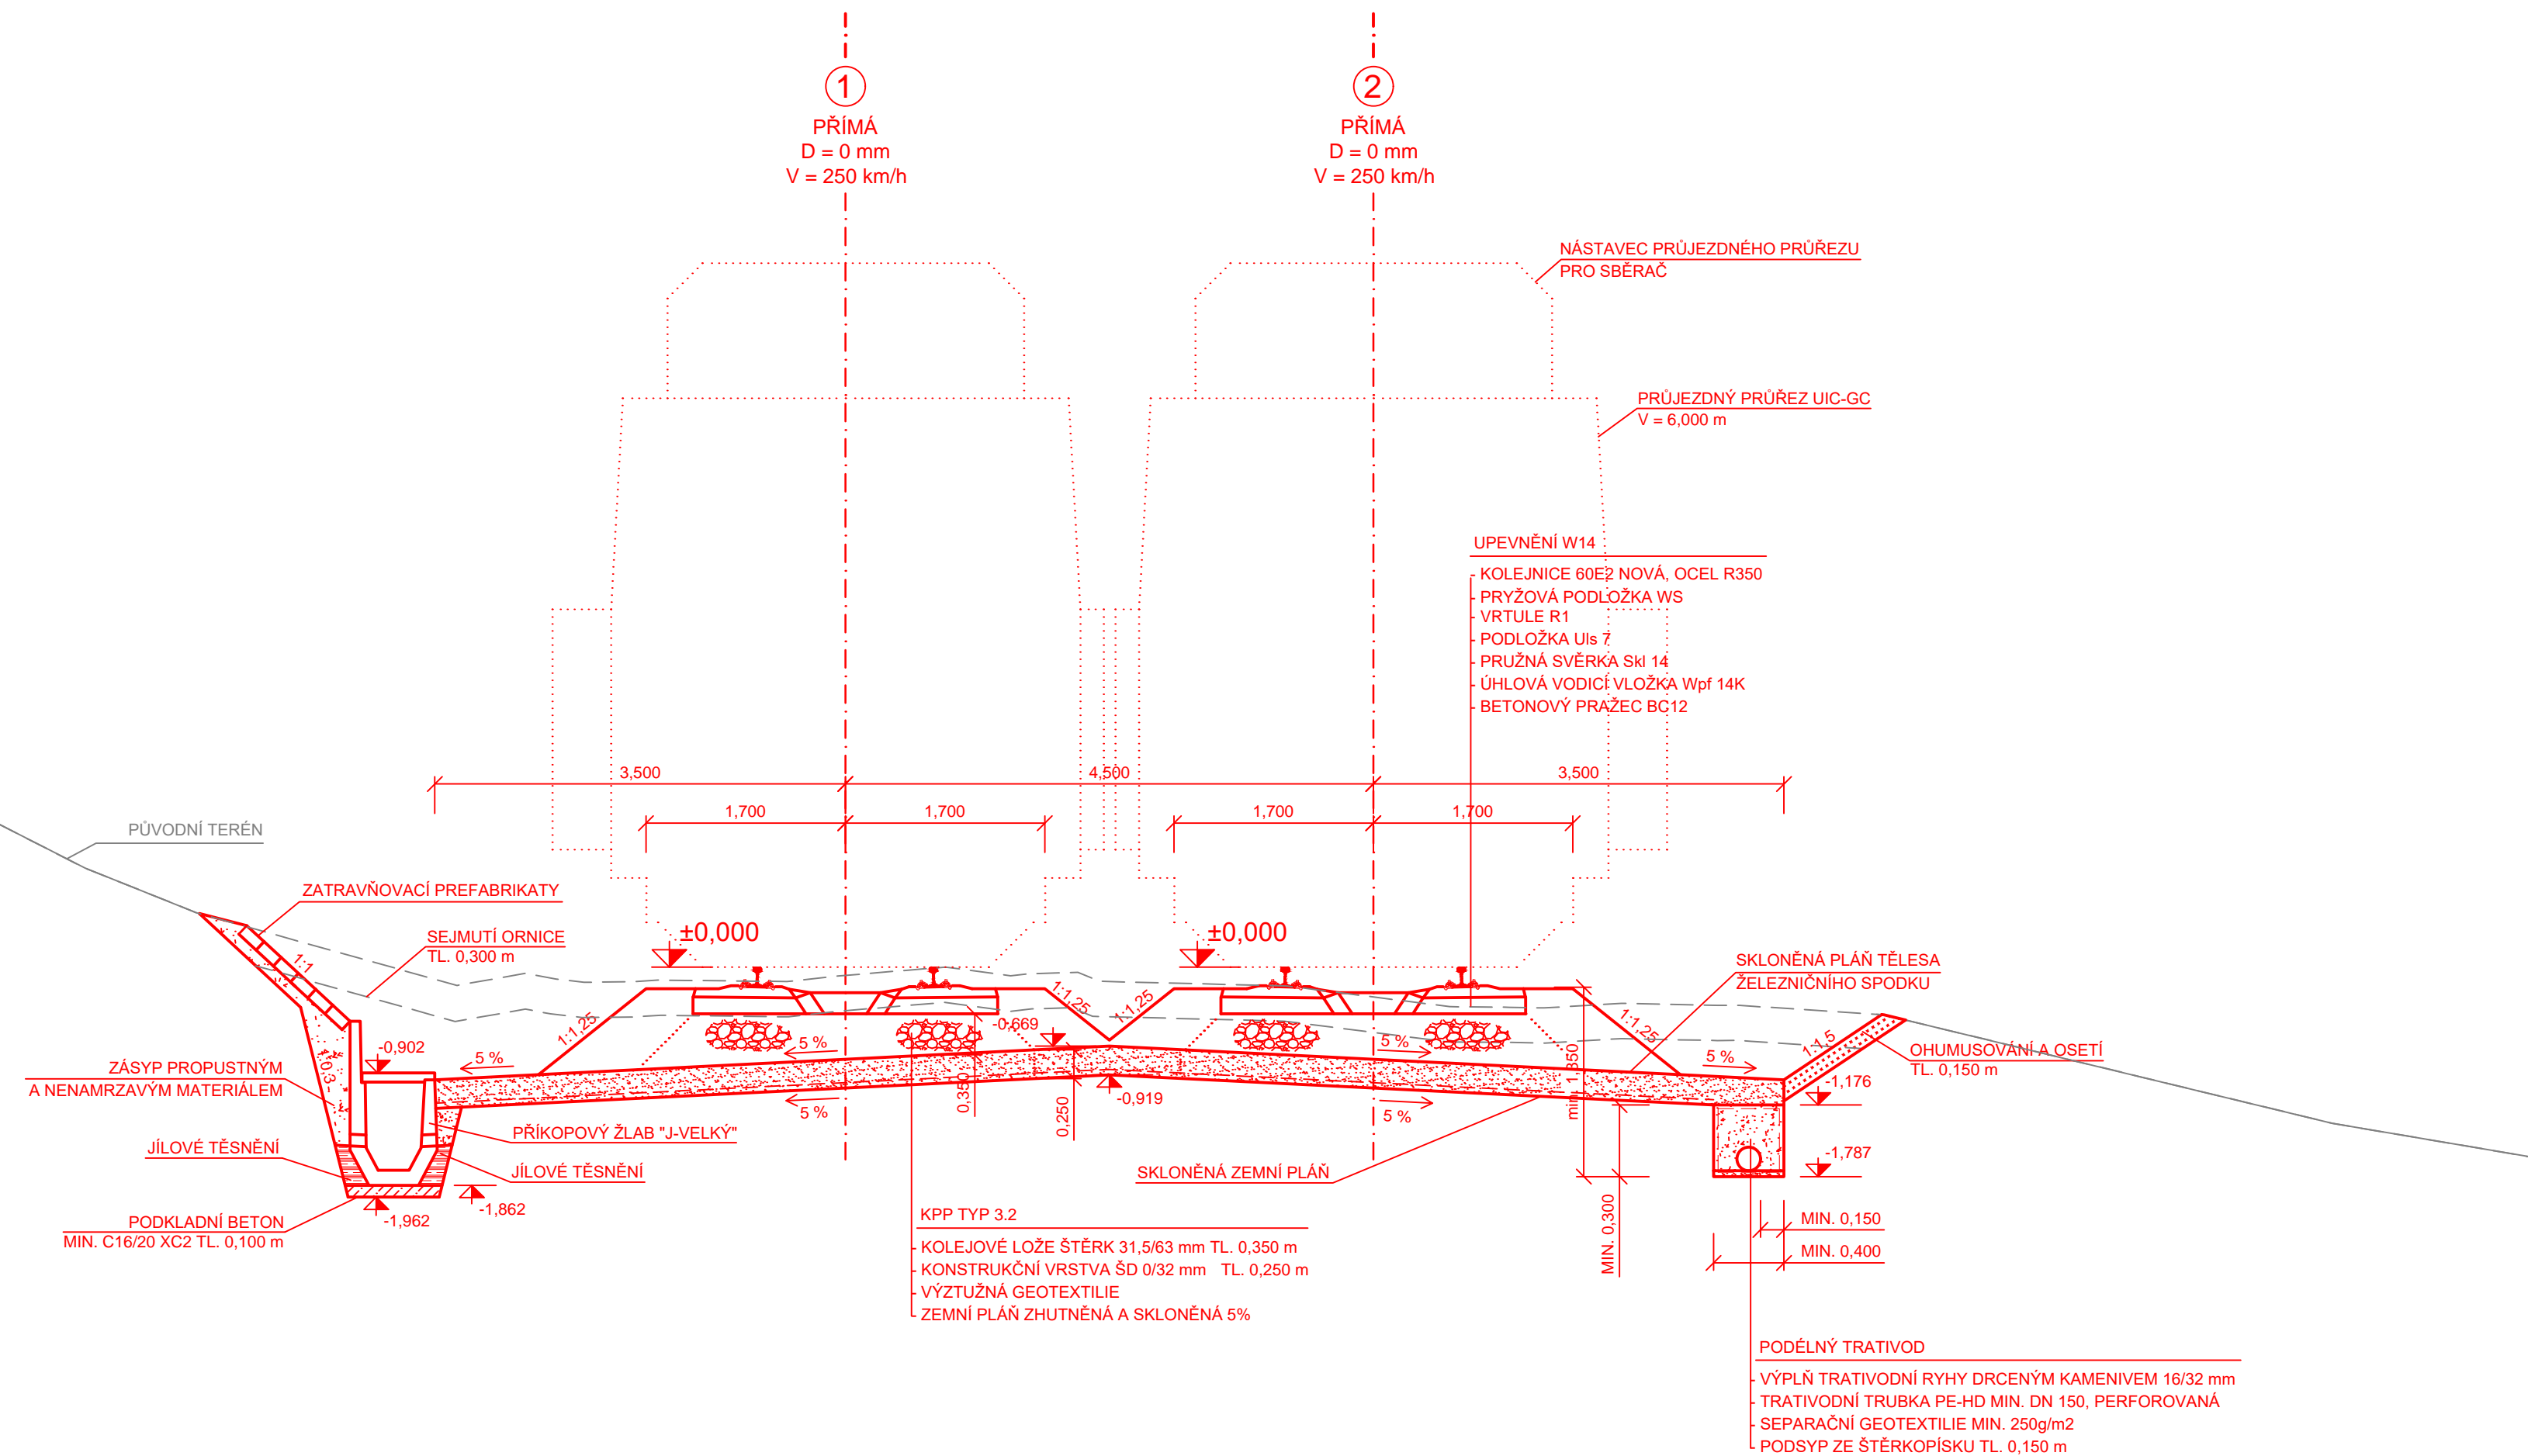 1
2
PŘÍMÁ
D = 0 mm
V = 250 km/h
PŘÍMÁ
D = 0 mm
V = 250 km/h
NÁSTAVEC PRŮJEZDNÉHO PRŮŘEZU
PRO SBĚRAČ
PRŮJEZDNÝ PRŮŘEZ UIC-GC
V = 6,000 m
UPEVNĚNÍ W14
- KOLEJNICE 60E2 NOVÁ, OCEL R350
- PRYŽOVÁ PODLOŽKA WS
- VRTULE R1
- PODLOŽKA Uls 7
- PRUŽNÁ SVĚRKA Skl 14
- ÚHLOVÁ VODICÍ VLOŽKA Wpf 14K
- BETONOVÝ PRAŽEC BC12
3,500
4,500
3,500
1,700
1,700
1,700
1,700
PŮVODNÍ TERÉN
ZATRAVŇOVACÍ PREFABRIKATY
SEJMUTÍ ORNICE
TL. 0,300 m
±0,000
±0,000
SKLONĚNÁ PLÁŇ TĚLESA
ŽELEZNIČNÍHO SPODKU
1:1
1:1,25
1:1,25
1:1,25
1:1,25
1:1,5
-0,669
-0,902
5 %
5 %
5 %
5 %
OHUMUSOVÁNÍ A OSETÍ
TL. 0,150 m
ZÁSYP PROPUSTNÝM
A NENAMRZAVÝM MATERIÁLEM
-1,176
0,350
0,250
-0,919
5 %
5 %
min. 1,350
PŘÍKOPOVÝ ŽLAB "J-VELKÝ"
JÍLOVÉ TĚSNĚNÍ
JÍLOVÉ TĚSNĚNÍ
SKLONĚNÁ ZEMNÍ PLÁŇ
-1,787
-1,862
-1,962
PODKLADNÍ BETON
MIN. C16/20 XC2 TL. 0,100 m
MIN. 0,300
MIN. 0,150
MIN. 0,400
KPP TYP 3.2
- KOLEJOVÉ LOŽE ŠTĚRK 31,5/63 mm TL. 0,350 m
- KONSTRUKČNÍ VRSTVA ŠD 0/32 mm TL. 0,250 m
- VÝZTUŽNÁ GEOTEXTILIE
- ZEMNÍ PLÁŇ ZHUTNĚNÁ A SKLONĚNÁ 5%
PODÉLNÝ TRATIVOD
- VÝPLŇ TRATIVODNÍ RYHY DRCENÝM KAMENIVEM 16/32 mm
- TRATIVODNÍ TRUBKA PE-HD MIN. DN 150, PERFOROVANÁ
- SEPARAČNÍ GEOTEXTILIE MIN. 250g/m2
- PODSYP ZE ŠTĚRKOPÍSKU TL. 0,150 m